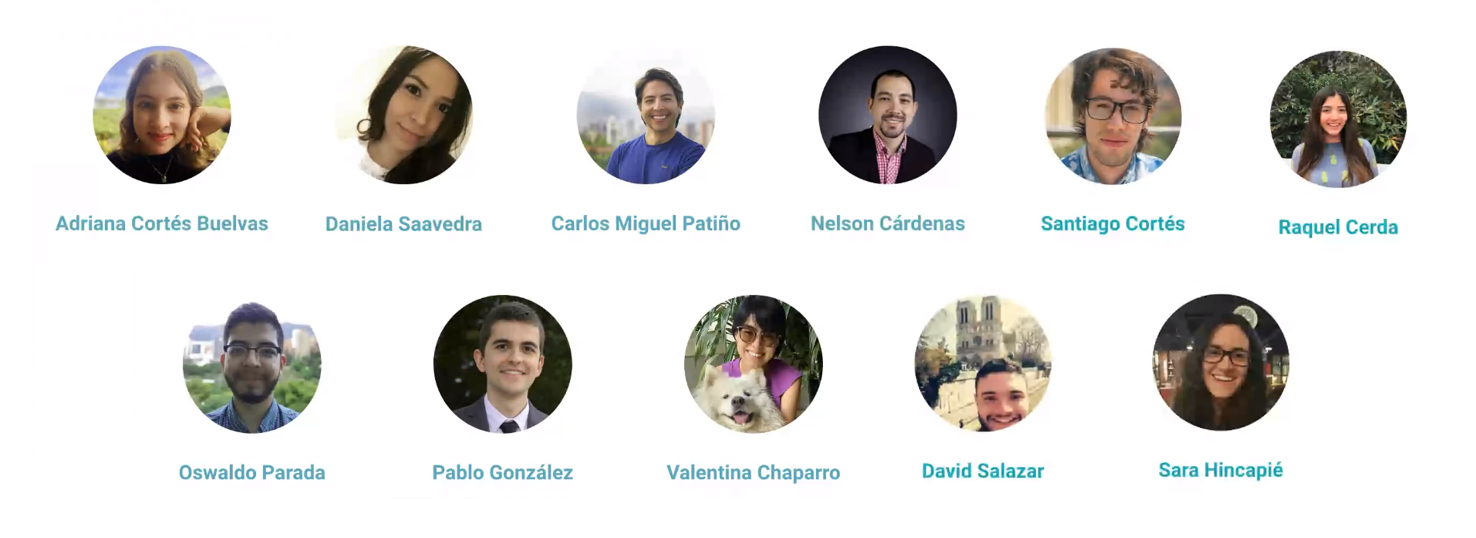 Adriana Cortés Buelvas
Daniela Saavedra
Carlos Miguel Patiño
Nelson Cárdenas
Santiago Cortés
Raquel Cerda
Oswaldo Parada
Pablo González
Valentina Chaparro
David Salazar
Sara Hincapié